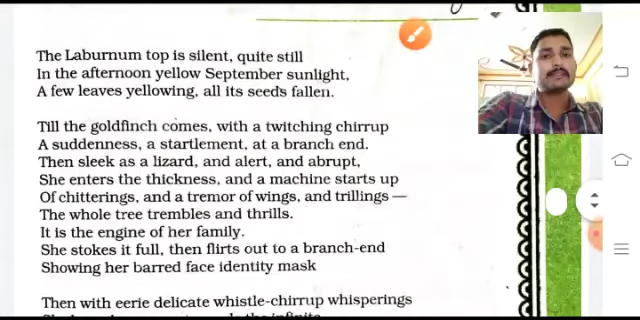 The Laburnum top is silent, quite still
In the afternoon yellow September sunlight,
A few leaves yellowing, all its seeds fallen.
Till the goldfinch comes, with a twitching chirrup
A suddenness, a startlement, at a branch end.
Then sleek as a lizard, and alert, and abrupt,
She enters the thickness, and a machine starts up
Of chitterings, and a tremor of wings, and trillings —
The whole tree trembles and thrills.
It is the engine of her family.
She stokes it full, then flirts out to a branch-end
Showing her barred face identity mask
Then with eerie delicate whistle-chirrup whisperings